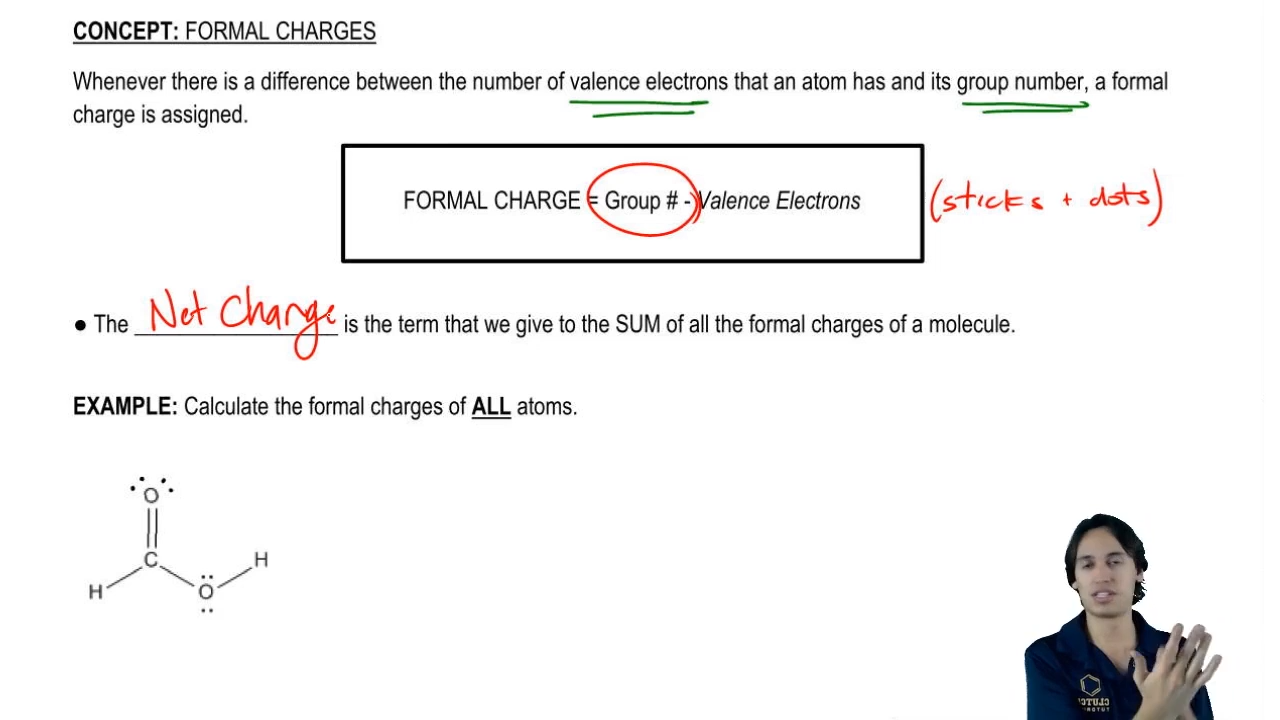 CONCEPT: FORMAL CHARGES
Whenever there is a difference between the number of valence electrons that an atom has and its group number, a formal
charge is assigned.
FORMAL CHARGE = Group # - Valence Electrons (sticks + dots)
● The Net Charge is the term that we give to the SUM of all the formal charges of a molecule.
EXAMPLE: Calculate the formal charges of ALL atoms.
O
C H
H O